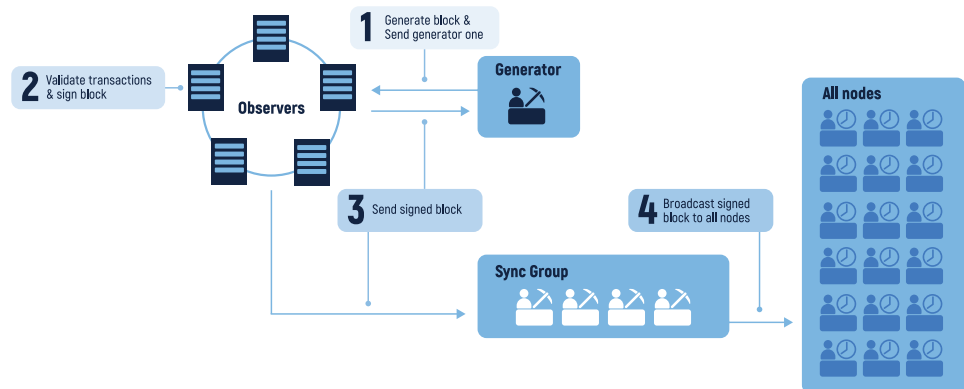 1
Generate block &
Send generator one
2
Validate transactions
& sign block
Observers
Generator
All nodes
3
Send signed block
4
Broadcast signed
block to all nodes
Sync Group